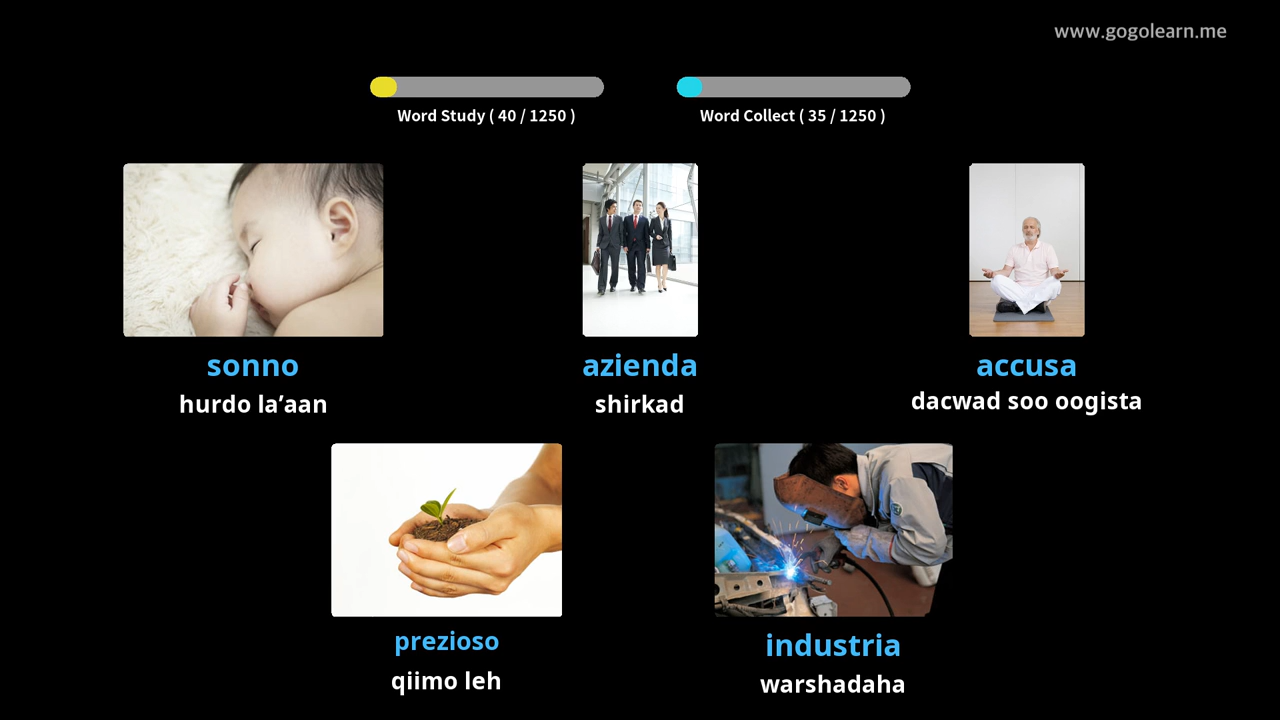 www.gogolearn.me
Word Study ( 40 / 1250 )
Word Collect ( 35 / 1250 )
sonno
hurdo la’aan
azienda
shirkad
accusa
dacwad soo oogista
prezioso
qiimo leh
industria
warshadaha